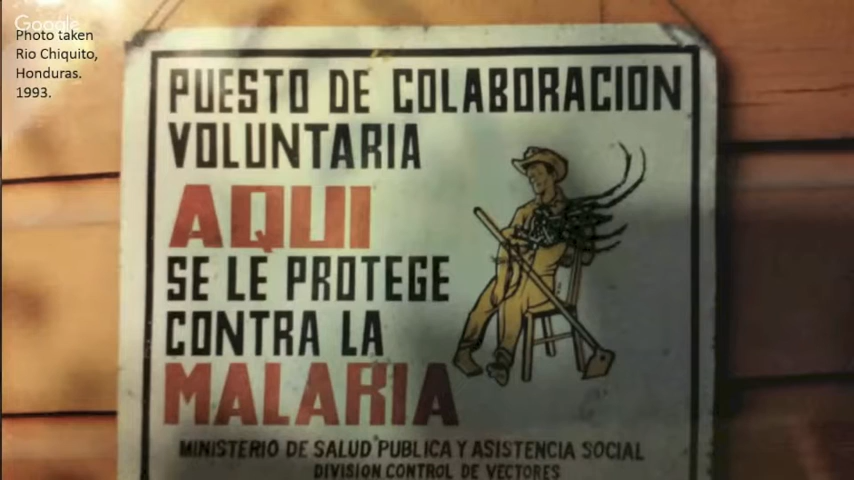 Google
Photo taken
Rio Chiquito,
Honduras.
1993.
PUESTO DE COLABORACION
VOLUNTARIA
AQUI
SE LE PROTEGE
CONTRA LA
MALARIA
MINISTERIO DE SALUD PUBLICA Y ASISTENCIA SOCIAL
DIVISION CONTROL DE VECTORES